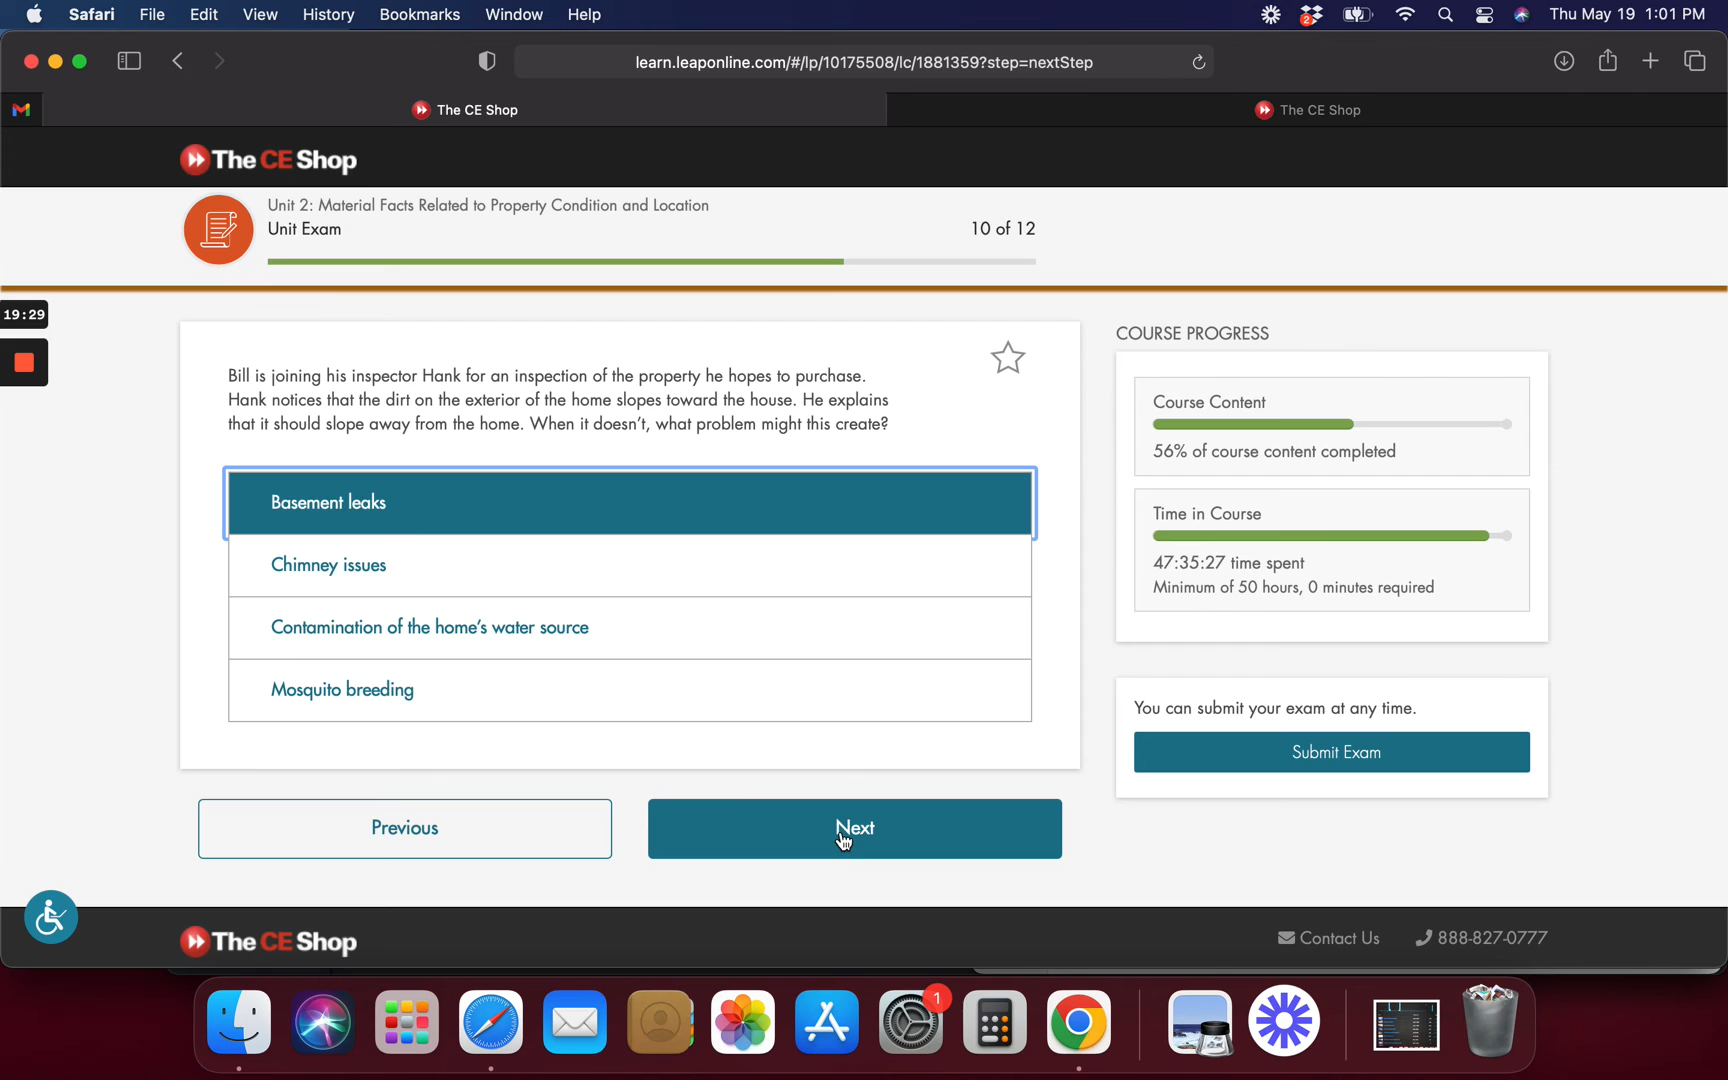 Safari File Edit View History Bookmarks Window Help 2 Thu May 19 1:01 PM
learn.leaponline.com/#/lp/10175508/lc/1881359?step=nextStep
The CE Shop The CE Shop
The CE Shop
Unit 2: Material Facts Related to Property Condition and Location
Unit Exam 10 of 12
19:29
COURSE PROGRESS
Bill is joining his inspector Hank for an inspection of the property he hopes to purchase.
Hank notices that the dirt on the exterior of the home slopes toward the house. He explains
that it should slope away from the home. When it doesn't, what problem might this create?
Basement leaks
Chimney issues
Contamination of the home's water source
Mosquito breeding
Course Content
56% of course content completed
Time in Course
47:35:27 time spent
Minimum of 50 hours, 0 minutes required
You can submit your exam at any time.
Submit Exam
Previous Next
The CE Shop Contact Us 888-827-0777
1